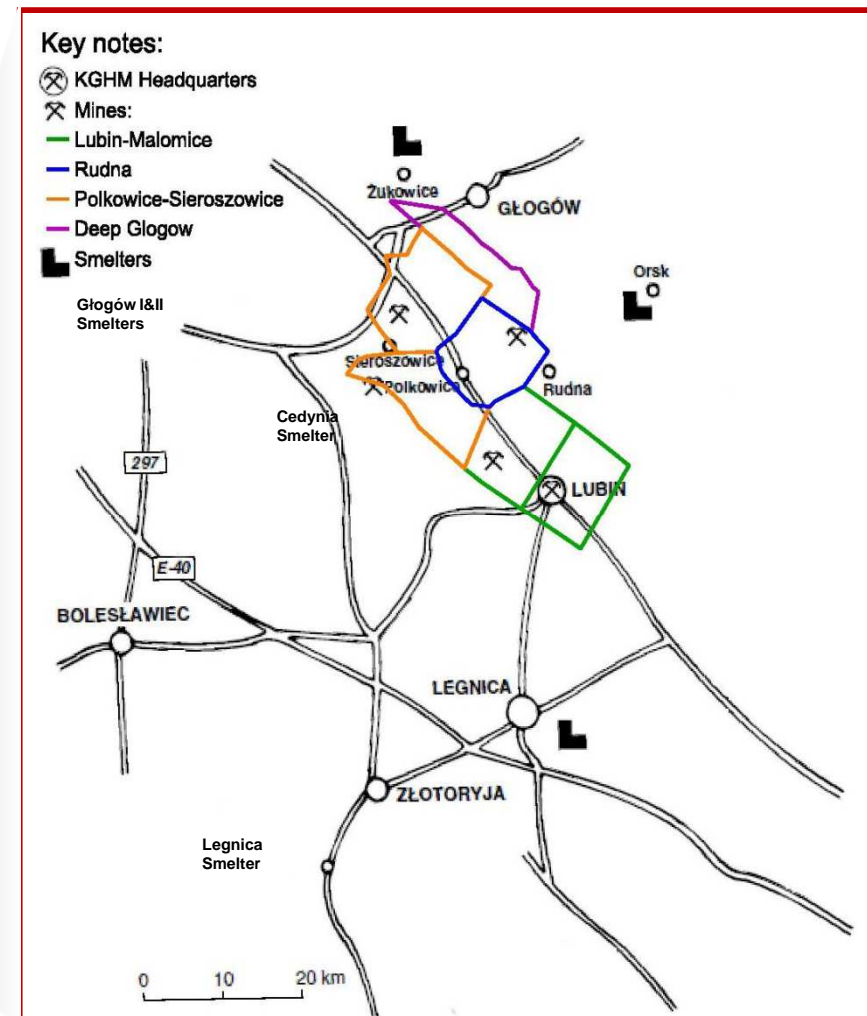 Key notes:
KGHM Headquarters
Mines:
Lubin-Malomice
Rudna
Polkowice-Sieroszowice
Deep Glogow
Smelters
Żukowice
GŁOGÓW
Orsk
Głogów I&II
Smelters
Sieroszówice
Polkowice
Rudna
Cedynia
Smelter
297
LUBIN
E-40
BOLESŁAWIEC
LEGNICA
ZŁOTORYJA
Legnica
Smelter
0 10 20 km